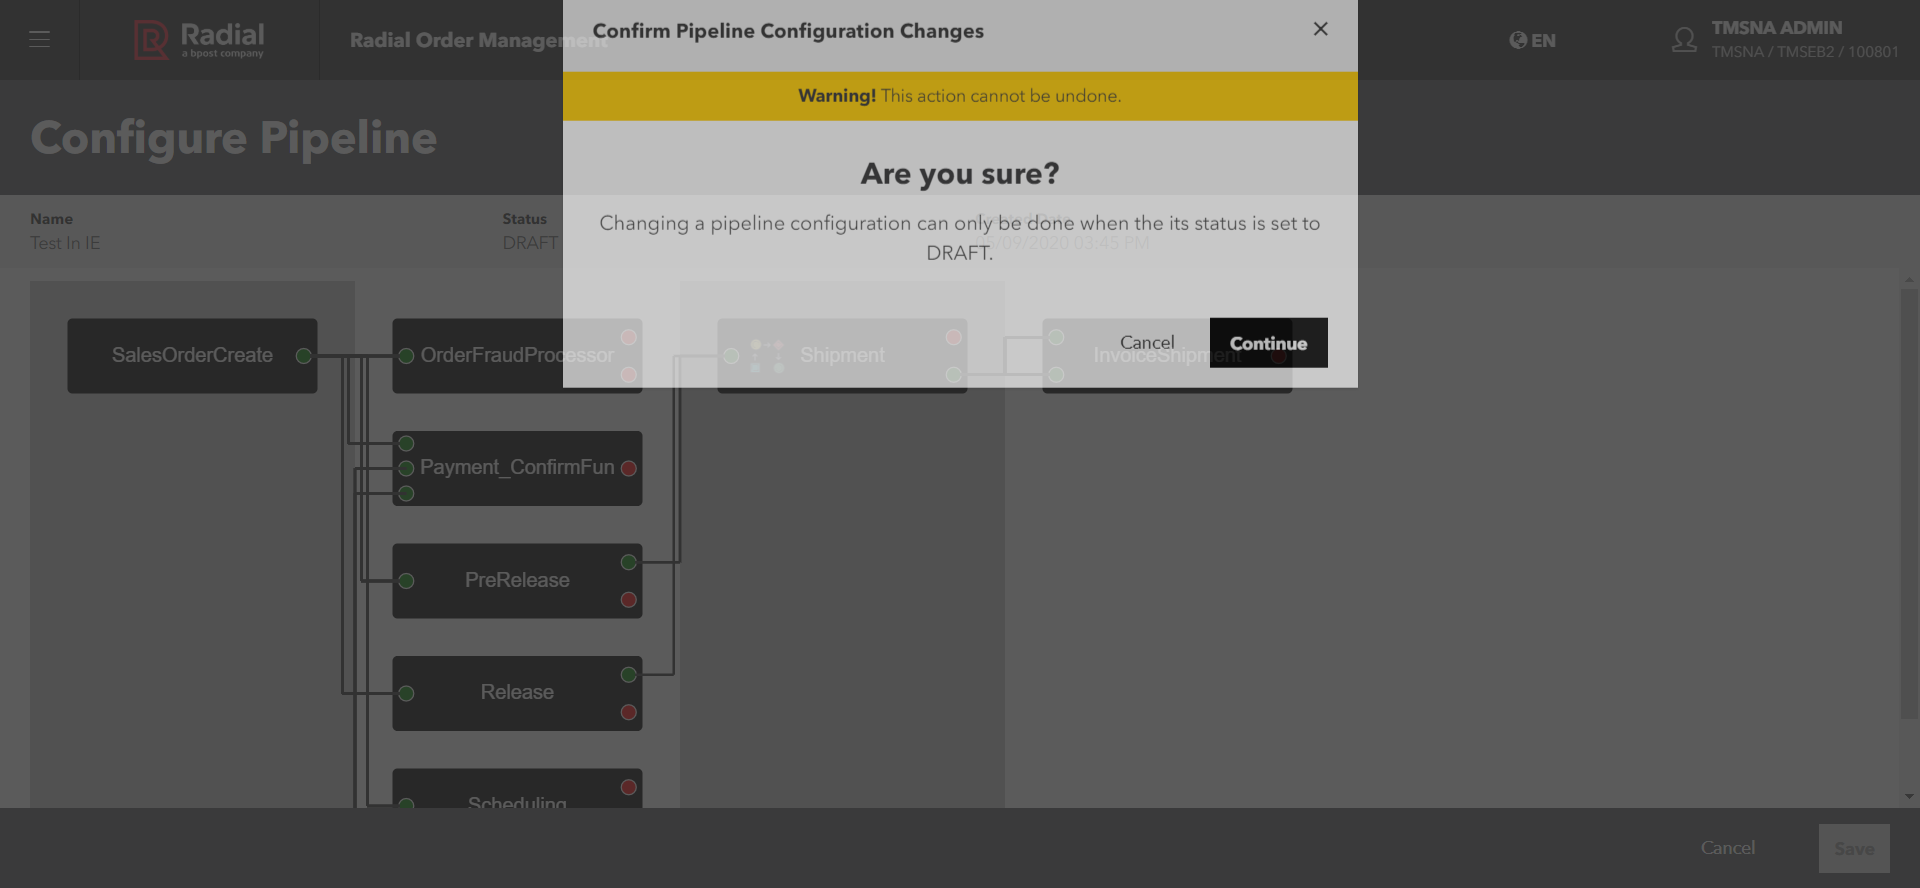 Radial
a bpost company
Radial Order Management
EN
TMSNA ADMIN
TMSNA / TMSEB2 / 100801
Confirm Pipeline Configuration Changes
Warning! This action cannot be undone.
Configure Pipeline
Are you sure?
Changing a pipeline configuration can only be done when the its status is set to
DRAFT.
Name
Test In IE
Status
DRAFT
/09/2020 03:45 PM
Cancel
Continue
SalesOrderCreate
OrderFraudProcessor
Shipment
InvoiceShipment
Payment_ConfirmFun
PreRelease
Release
Scheduling
Cancel
Save